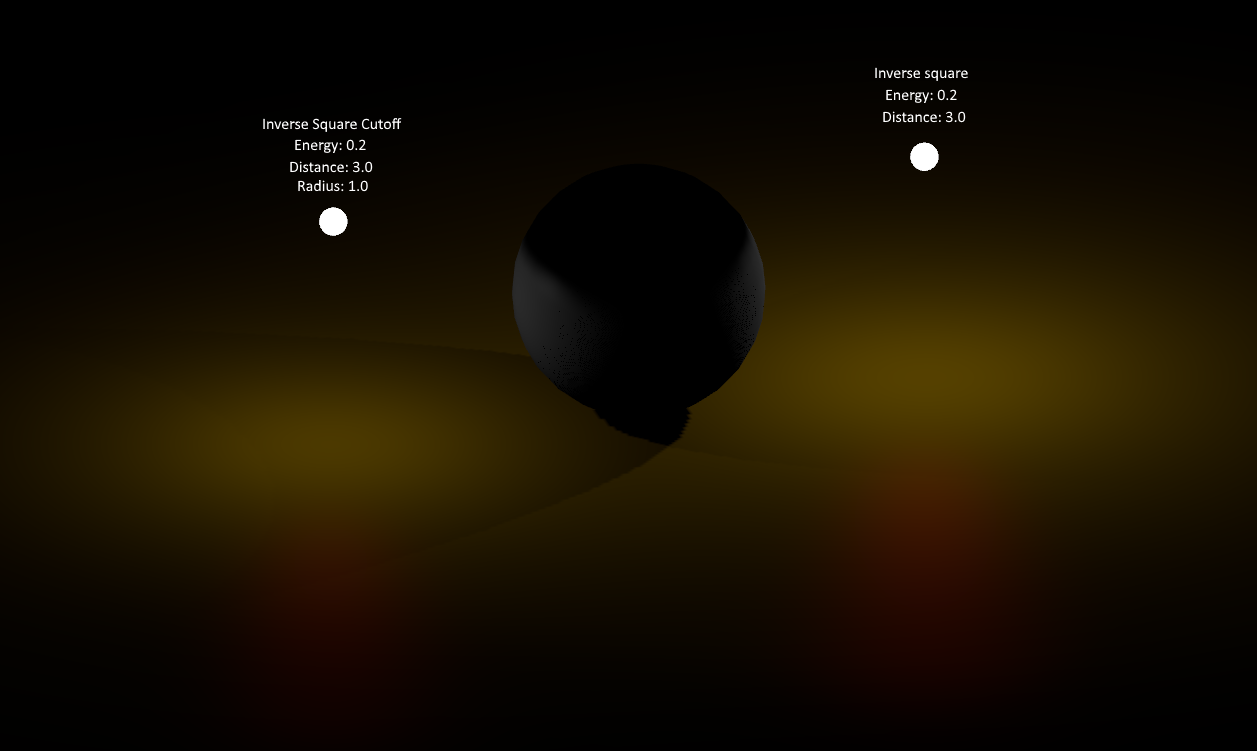 Inverse Square Cutoff
Energy: 0.2
Distance: 3.0
Radius: 1.0
Inverse square
Energy: 0.2
Distance: 3.0